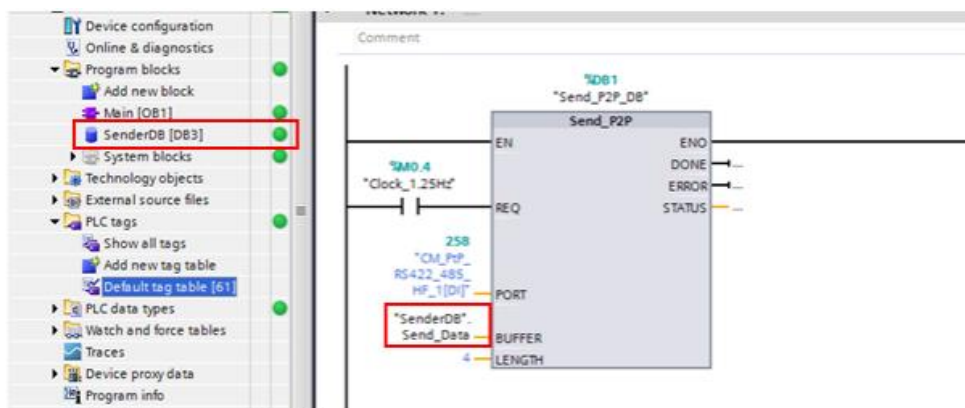 Device configuration
Online & diagnostics
Program blocks
Add new block
Main [OB1]
SenderDB [DB3]
System blocks
Technology objects
External source files
PLC tags
Show all tags
Add new tag table
Default tag table [61]
PLC data types
Watch and force tables
Traces
Device proxy data
Program info
Network 1:
Comment
%DB1
"Send_P2P_DB"
Send_P2P
EN
ENO
DONE
...
%M0.4
"Clock_1.25Hz"
ERROR
...
REQ
STATUS
...
258
"CM_PtP_
RS422_485_
HF_1[DI]"
PORT
"SenderDB".
Send_Data
BUFFER
4
LENGTH